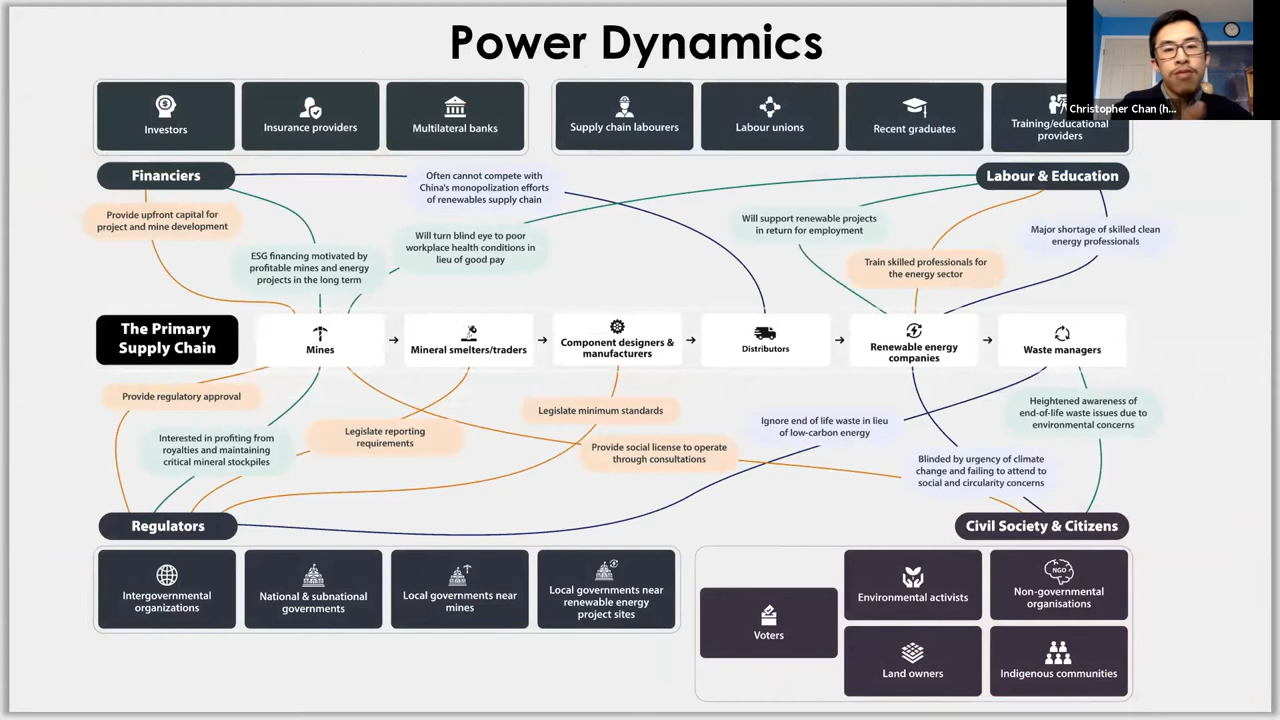 Power Dynamics
Christopher Chan (h...
Investors
Insurance providers
Multilateral banks
Supply chain labourers
Labour unions
Recent graduates
Training/educational
providers
Financiers
Often cannot compete with
China's monopolization efforts
of renewables supply chain
Labour & Education
Provide upfront capital for
project and mine development
ESG financing motivated by
profitable mines and energy
projects in the long term
Will turn blind eye to poor
workplace health conditions in
lieu of good pay
Will support renewable projects
in return for employment
Train skilled professionals for
the energy sector
Major shortage of skilled clean
energy professionals
The Primary
Supply Chain
Mines
Mineral smelters/traders
Component designers &
manufacturers
Distributors
Renewable energy
companies
Waste managers
Provide regulatory approval
Interested in profiting from
royalties and maintaining
critical mineral stockpiles
Legislate reporting
requirements
Legislate minimum standards
Provide social license to operate
through consultations
Ignore end of life waste in lieu
of low-carbon energy
Heightened awareness of
end-of-life waste issues due to
environmental concerns
Blinded by urgency of climate
change and failing to attend to
social and circularity concerns
Regulators
Civil Society & Citizens
Intergovernmental
organizations
National & subnational
governments
Local governments near
mines
Local governments near
renewable energy
project sites
Voters
Environmental activists
NGO
Non-governmental
organisations
Land owners
Indigenous communities